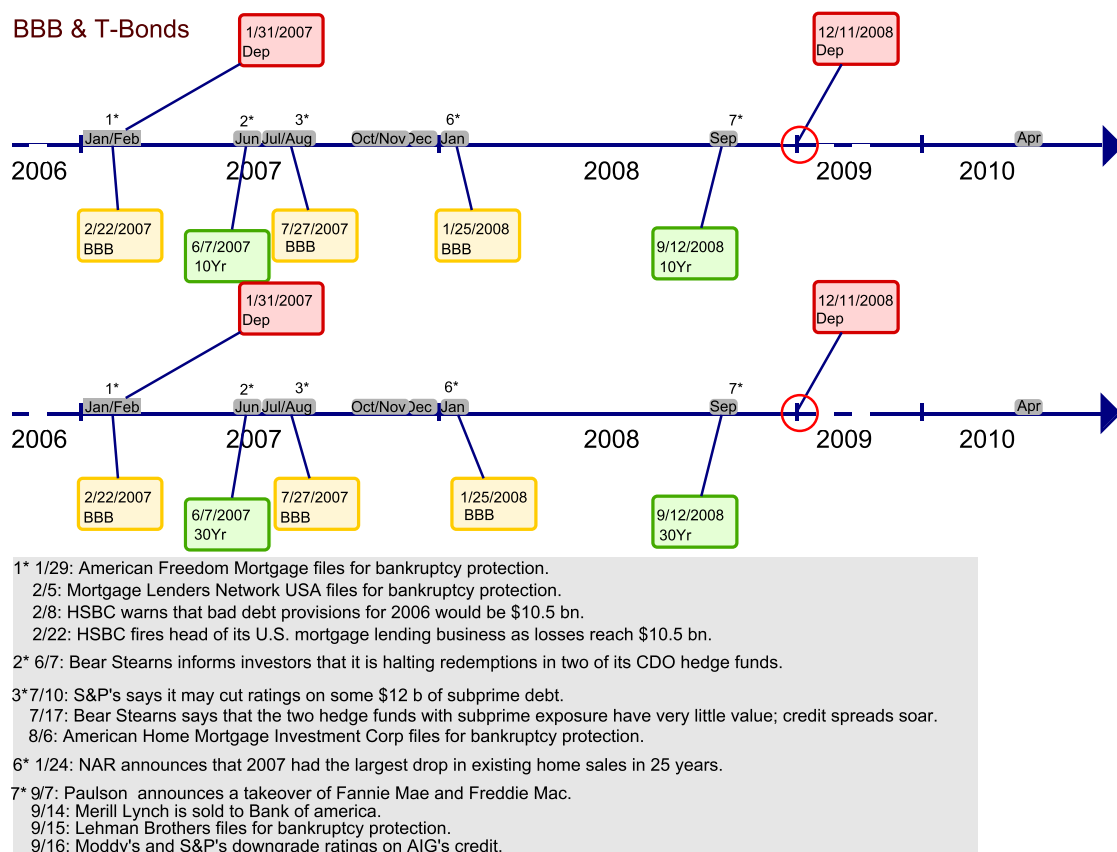 BBB & T-Bonds
1/31/2007
Dep
12/11/2008
Dep
1* 2* 3* 6* 7*
Jan/Feb Jun Jul/Aug Oct/Nov Dec Jan Sep Apr
2006 2007 2008 2009 2010
2/22/2007
BBB
6/7/2007
10Yr
7/27/2007
BBB
1/25/2008
BBB
9/12/2008
10Yr
1/31/2007
Dep
12/11/2008
Dep
1* 2* 3* 6* 7*
Jan/Feb Jun Jul/Aug Oct/Nov Dec Jan Sep Apr
2006 2007 2008 2009 2010
2/22/2007
BBB
6/7/2007
30Yr
7/27/2007
BBB
1/25/2008
BBB
9/12/2008
30Yr
1* 1/29: American Freedom Mortgage files for bankruptcy protection.
2/5: Mortgage Lenders Network USA files for bankruptcy protection.
2/8: HSBC warns that bad debt provisions for 2006 would be $10.5 bn.
2/22: HSBC fires head of its U.S. mortgage lending business as losses reach $10.5 bn.
2* 6/7: Bear Stearns informs investors that it is halting redemptions in two of its CDO hedge funds.
3*7/10: S&P's says it may cut ratings on some $12 b of subprime debt.
7/17: Bear Stearns says that the two hedge funds with subprime exposure have very little value; credit spreads soar.
8/6: American Home Mortgage Investment Corp files for bankruptcy protection.
6* 1/24: NAR announces that 2007 had the largest drop in existing home sales in 25 years.
7* 9/7: Paulson announces a takeover of Fannie Mae and Freddie Mac.
9/14: Merill Lynch is sold to Bank of america.
9/15: Lehman Brothers files for bankruptcy protection.
9/16: Moddy's and S&P's downgrade ratings on AIG's credit.